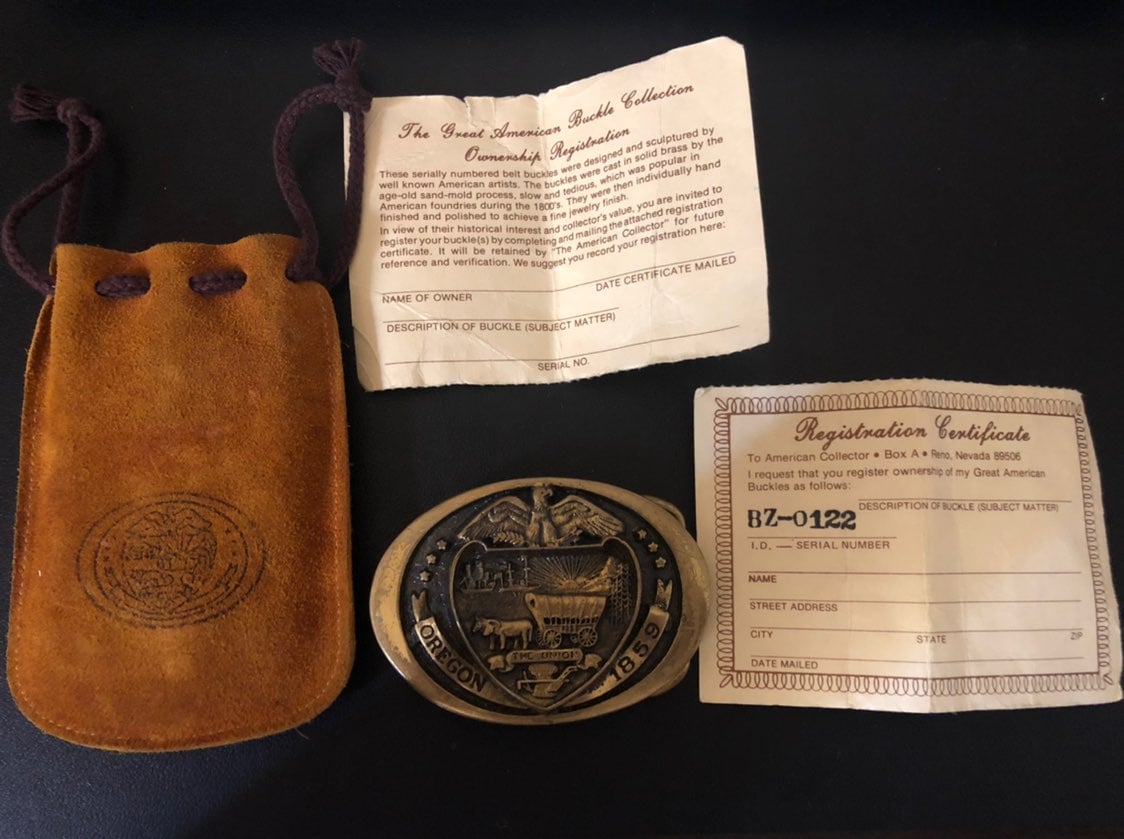 The Great American Buckle Collection
Ownership Registration
These serially numbered belt buckles were designed and sculptured by
well known American artists. The buckles were cast in solid brass by the
age-old sand-mold process, slow and tedious, which was popular in
American foundries during the 1800's. They were then individually hand
finished and polished to achieve a fine jewelry finish.
In view of their historical interest and collector's value, you are invited to
register your buckle(s) by completing and mailing the attached registration
certificate. It will be retained by "The American Collector" for future
reference and verification. We suggest you record your registration here:
NAME OF OWNER DATE CERTIFICATE MAILED
DESCRIPTION OF BUCKLE (SUBJECT MATTER)
SERIAL NO.
Registration Certificate
To American Collector • Box A • Reno, Nevada 89506
I request that you register ownership of my Great American
Buckles as follows:
DESCRIPTION OF BUCKLE (SUBJECT MATTER)
BZ-0122
I.D. — SERIAL NUMBER
NAME
STREET ADDRESS
CITY STATE ZIP
DATE MAILED
THE UNION
OREGON 1859